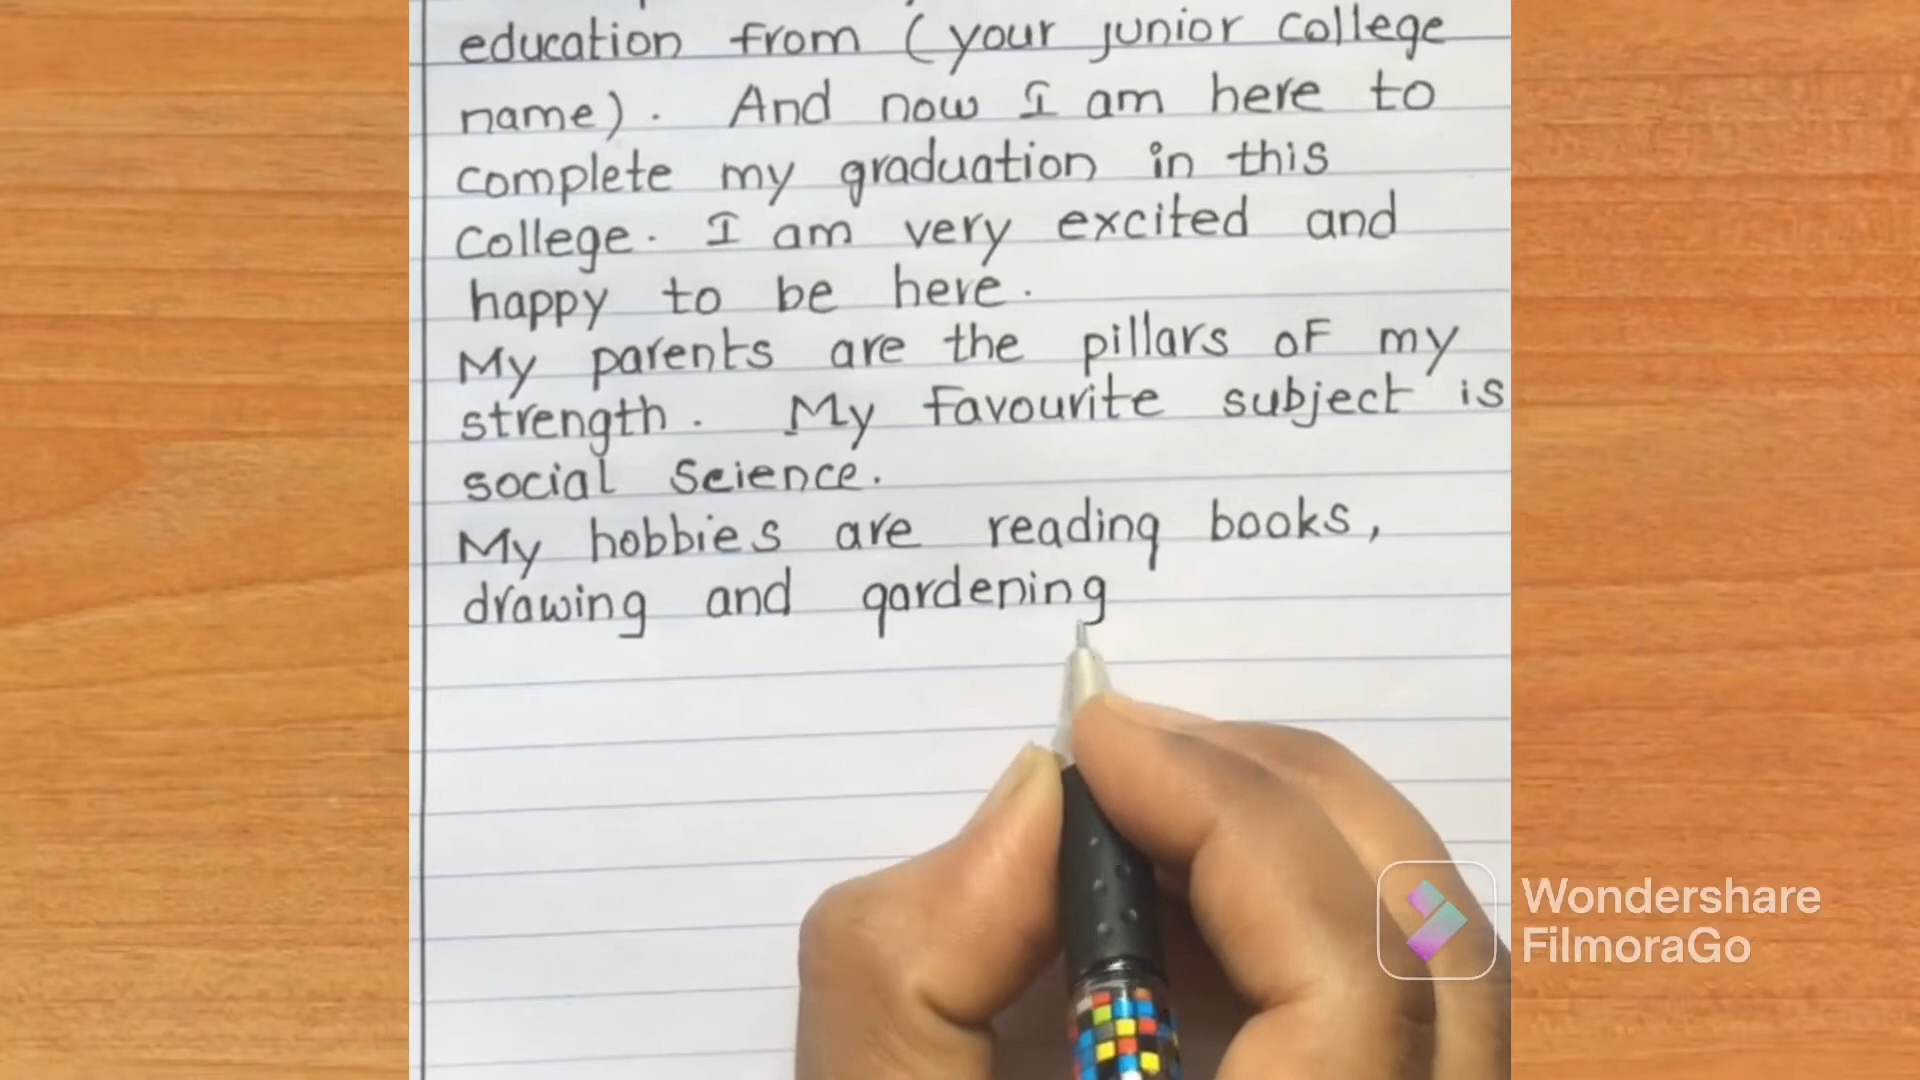 education from (your junior college
name). And now I am here to
complete my graduation in this
college. I am very excited and
happy to be here.
My parents are the pillars of my
strength. My favourite subject is
social science.
My hobbies are reading books,
drawing and gardening
Wondershare
FilmoraGo